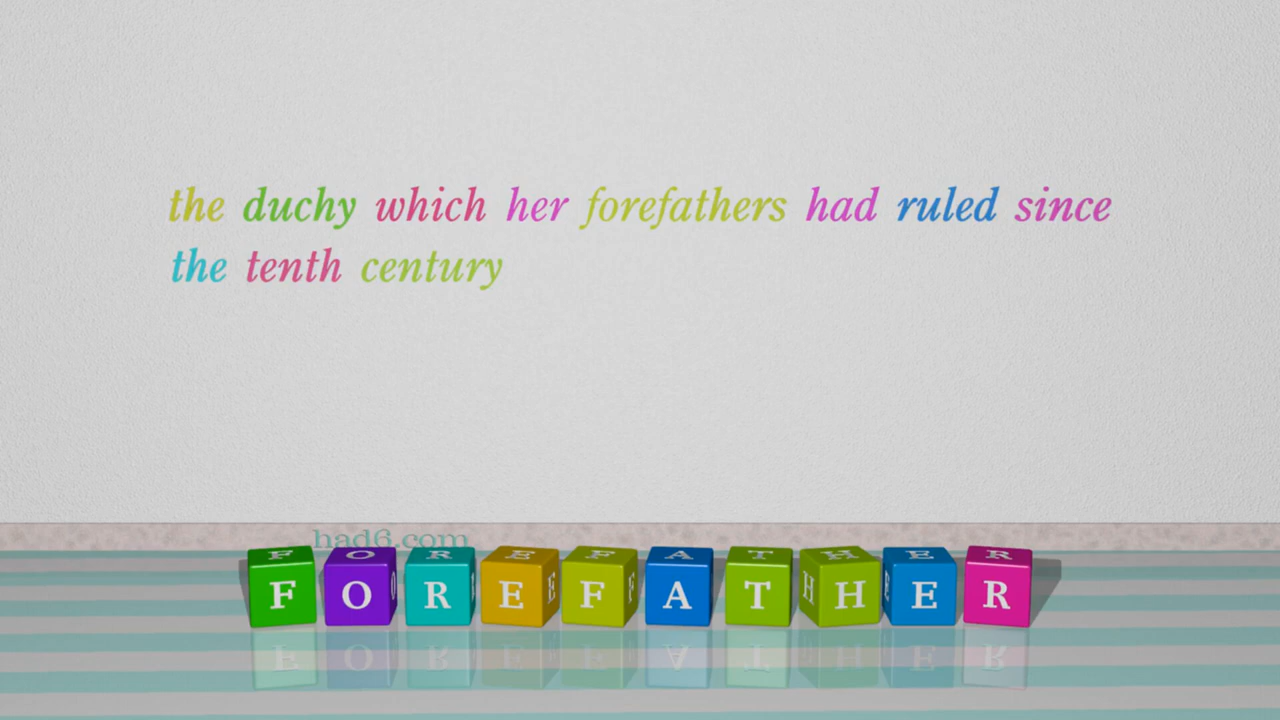 the duchy which her forefathers had ruled since
the tenth century
had6.com
FOREFATHER